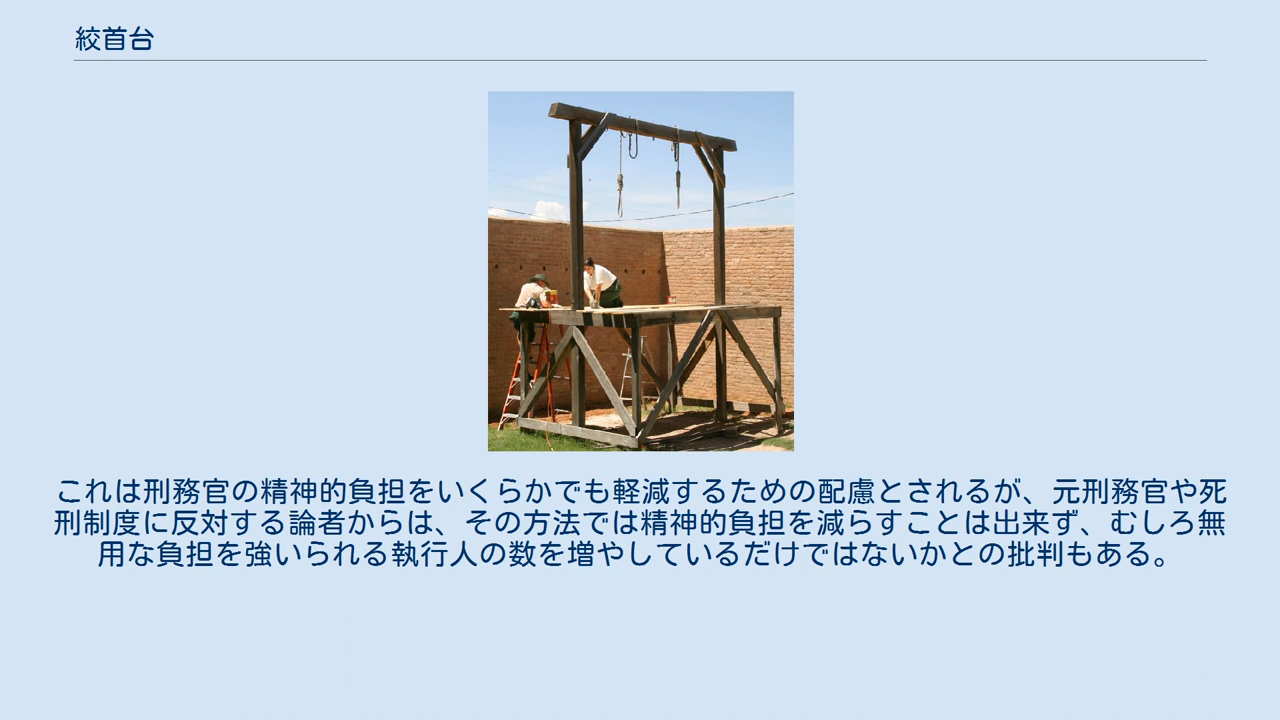 絞首台
これは刑務官の精神的負担をいくらかでも軽減するための配慮とされるが、元刑務官や死
刑制度に反対する論者からは、その方法では精神的負担を減らすことは出来ず、むしろ無
用な負担を強いられる執行人の数を増やしているだけではないかとの批判もある。